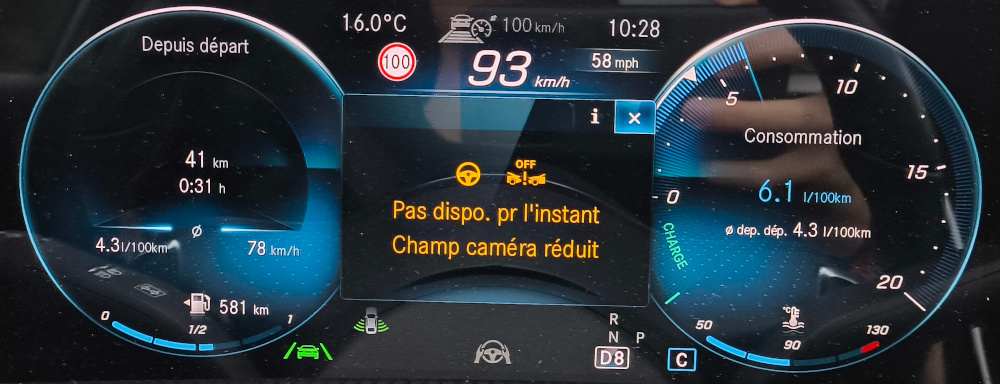 Depuis départ
41 km
0:31 h
ø
4.3 l/100km
78 km/h
581 km
0
1/2
1
16.0°C
100 km/h
10:28
100
93 km/h
58 mph
i
×
OFF
Pas dispo. pr l'instant
Champ caméra réduit
R
N P
D8
C
5
10
15
20
0
Consommation
6.1 l/100km
ø dep. dép. 4.3 l/100km
CHARGE
50
°C
90
130